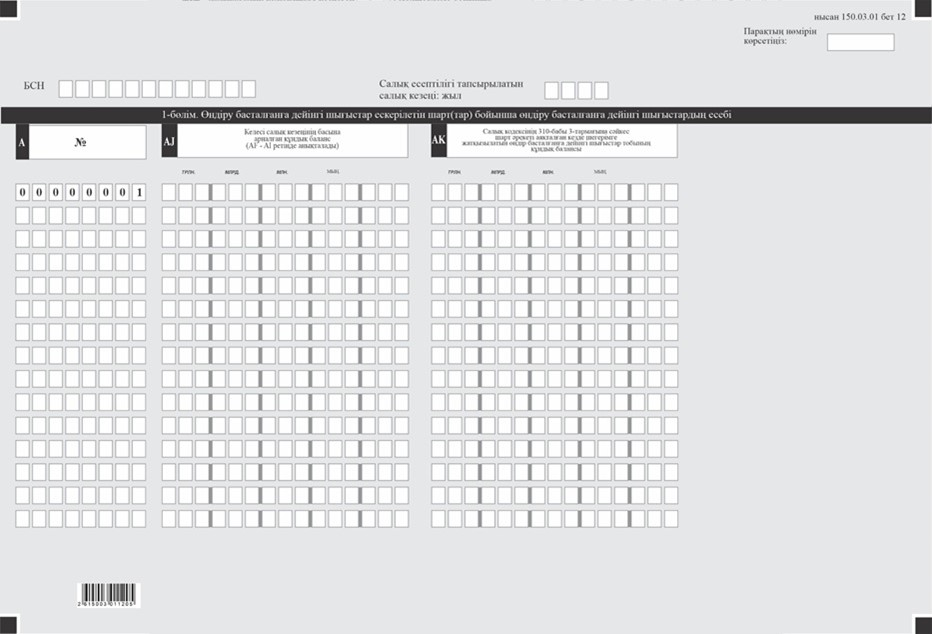 нысан 150.03.01 бет 12
Парақтың нөмірін
көрсетіңіз:
БСН
Салық есептілігі тапсырылатын
салық кезеңі: жыл
1-бөлім. Өндіру басталғанға дейінгі шығыстар ескерілетін шарт(тар) бойынша өндіру басталғанға дейінгі шығыстардың есебі
A
№
AJ
Келесі салық кезеңінің басына
арналған құндық баланс
(AF - AI ретінде анықталады)
AK
Салық кодексінің 310-бабы 3-тармағына сәйкес
шарт әрекеті аяқталған кезде шегерімге
жатқызылатын өндіру басталғанға дейінгі шығыстар тобының
құндық балансы
трлн. млрд. млн. мың. трлн. млрд. млн. мың.
0 0 0 0 0 0 0 1
2615003011205